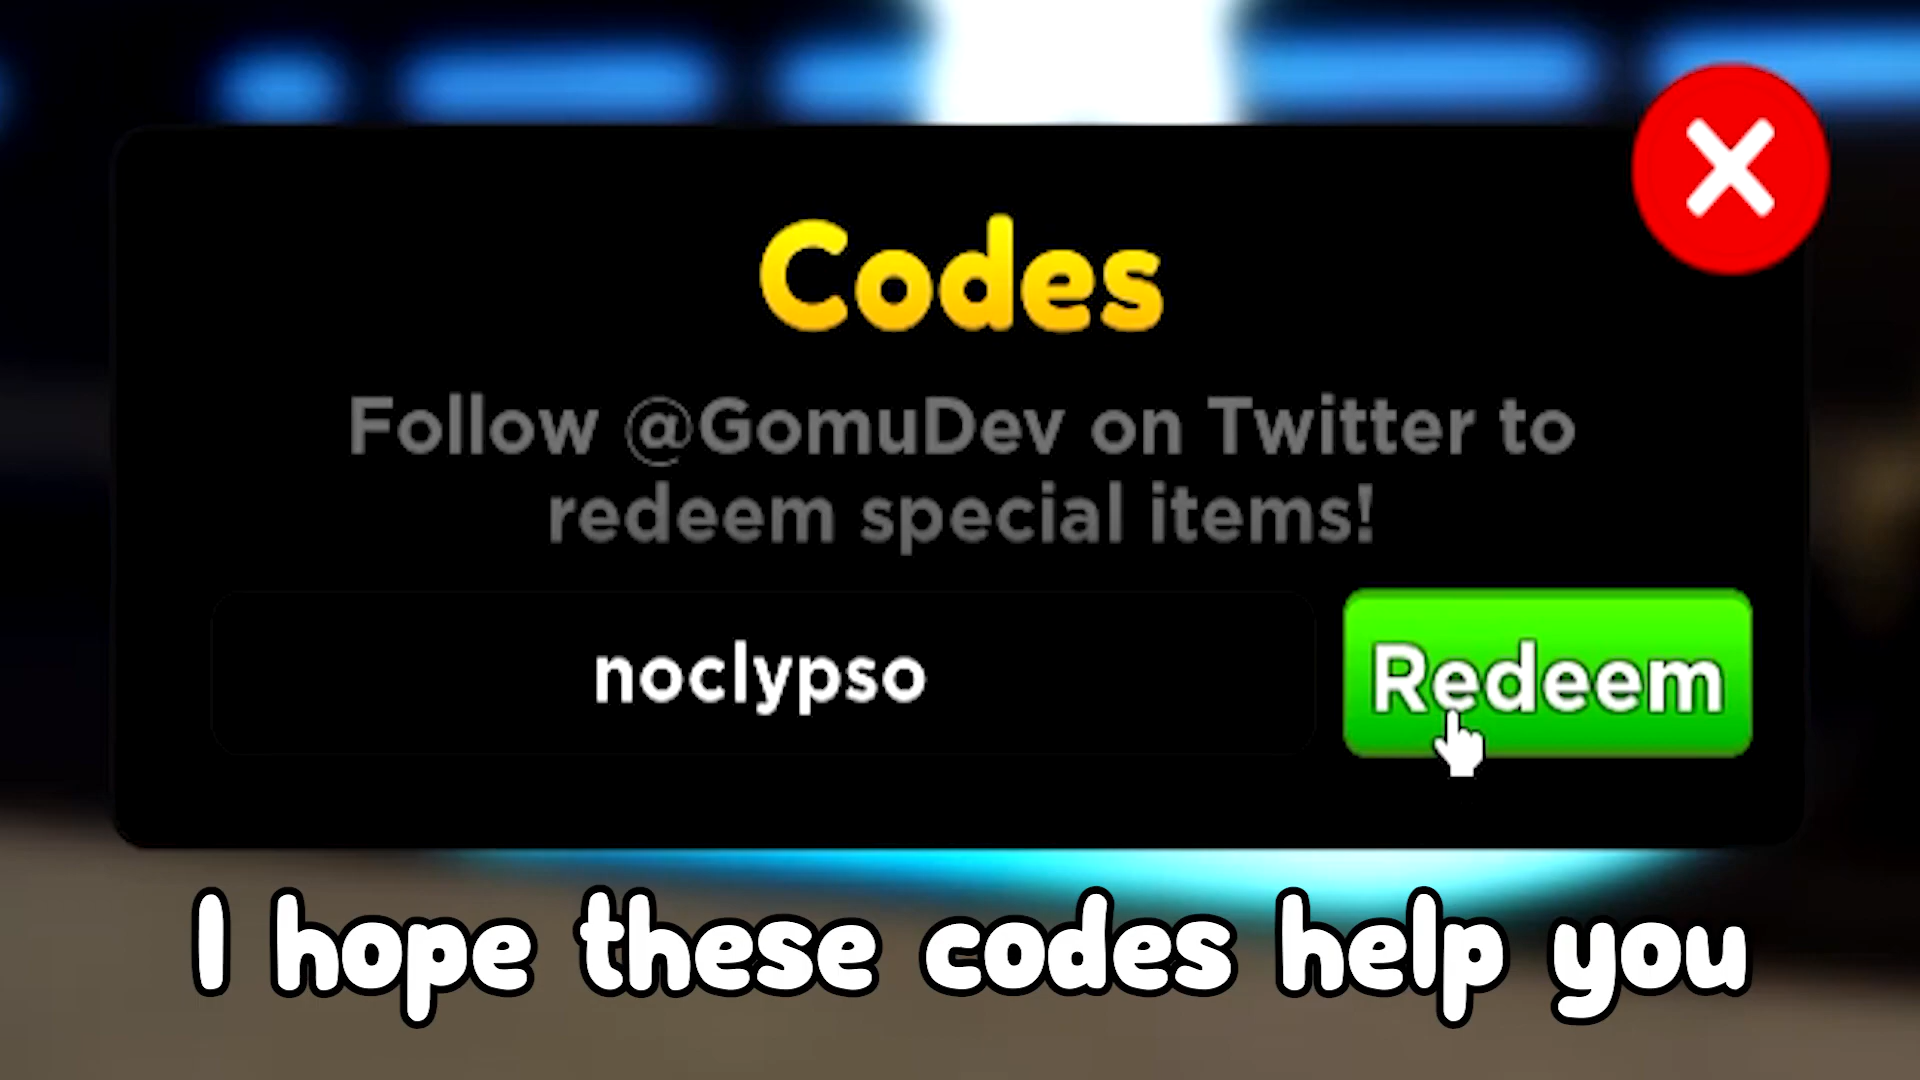 Codes
Follow @GomuDev on Twitter to
redeem special items!
noclypso
Redeem
I hope these codes help you